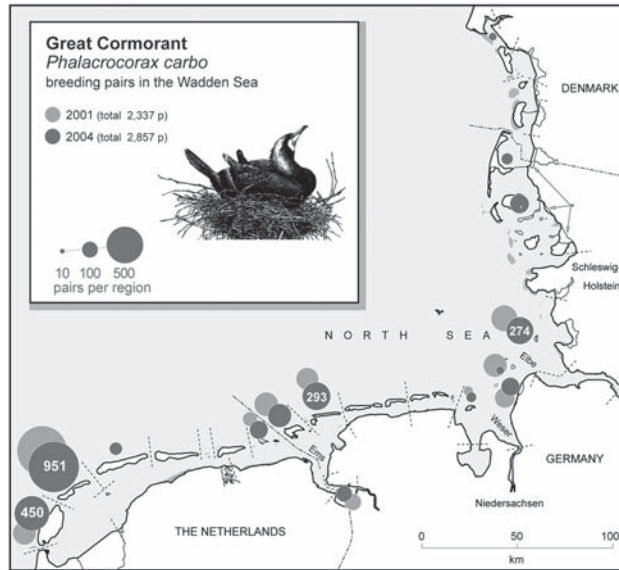 Great Cormorant
Phalacrocorax carbo
breeding pairs in the Wadden Sea
2001 (total 2,337 p)
2004 (total 2,857 p)
10 100 500
pairs per region
DENMARK
Schleswig
Holstein
NORTH SEA
274
Elbe
293
Weser
951
Ems
GERMANY
450
Niedersachsen
THE NETHERLANDS
0 50 100
km